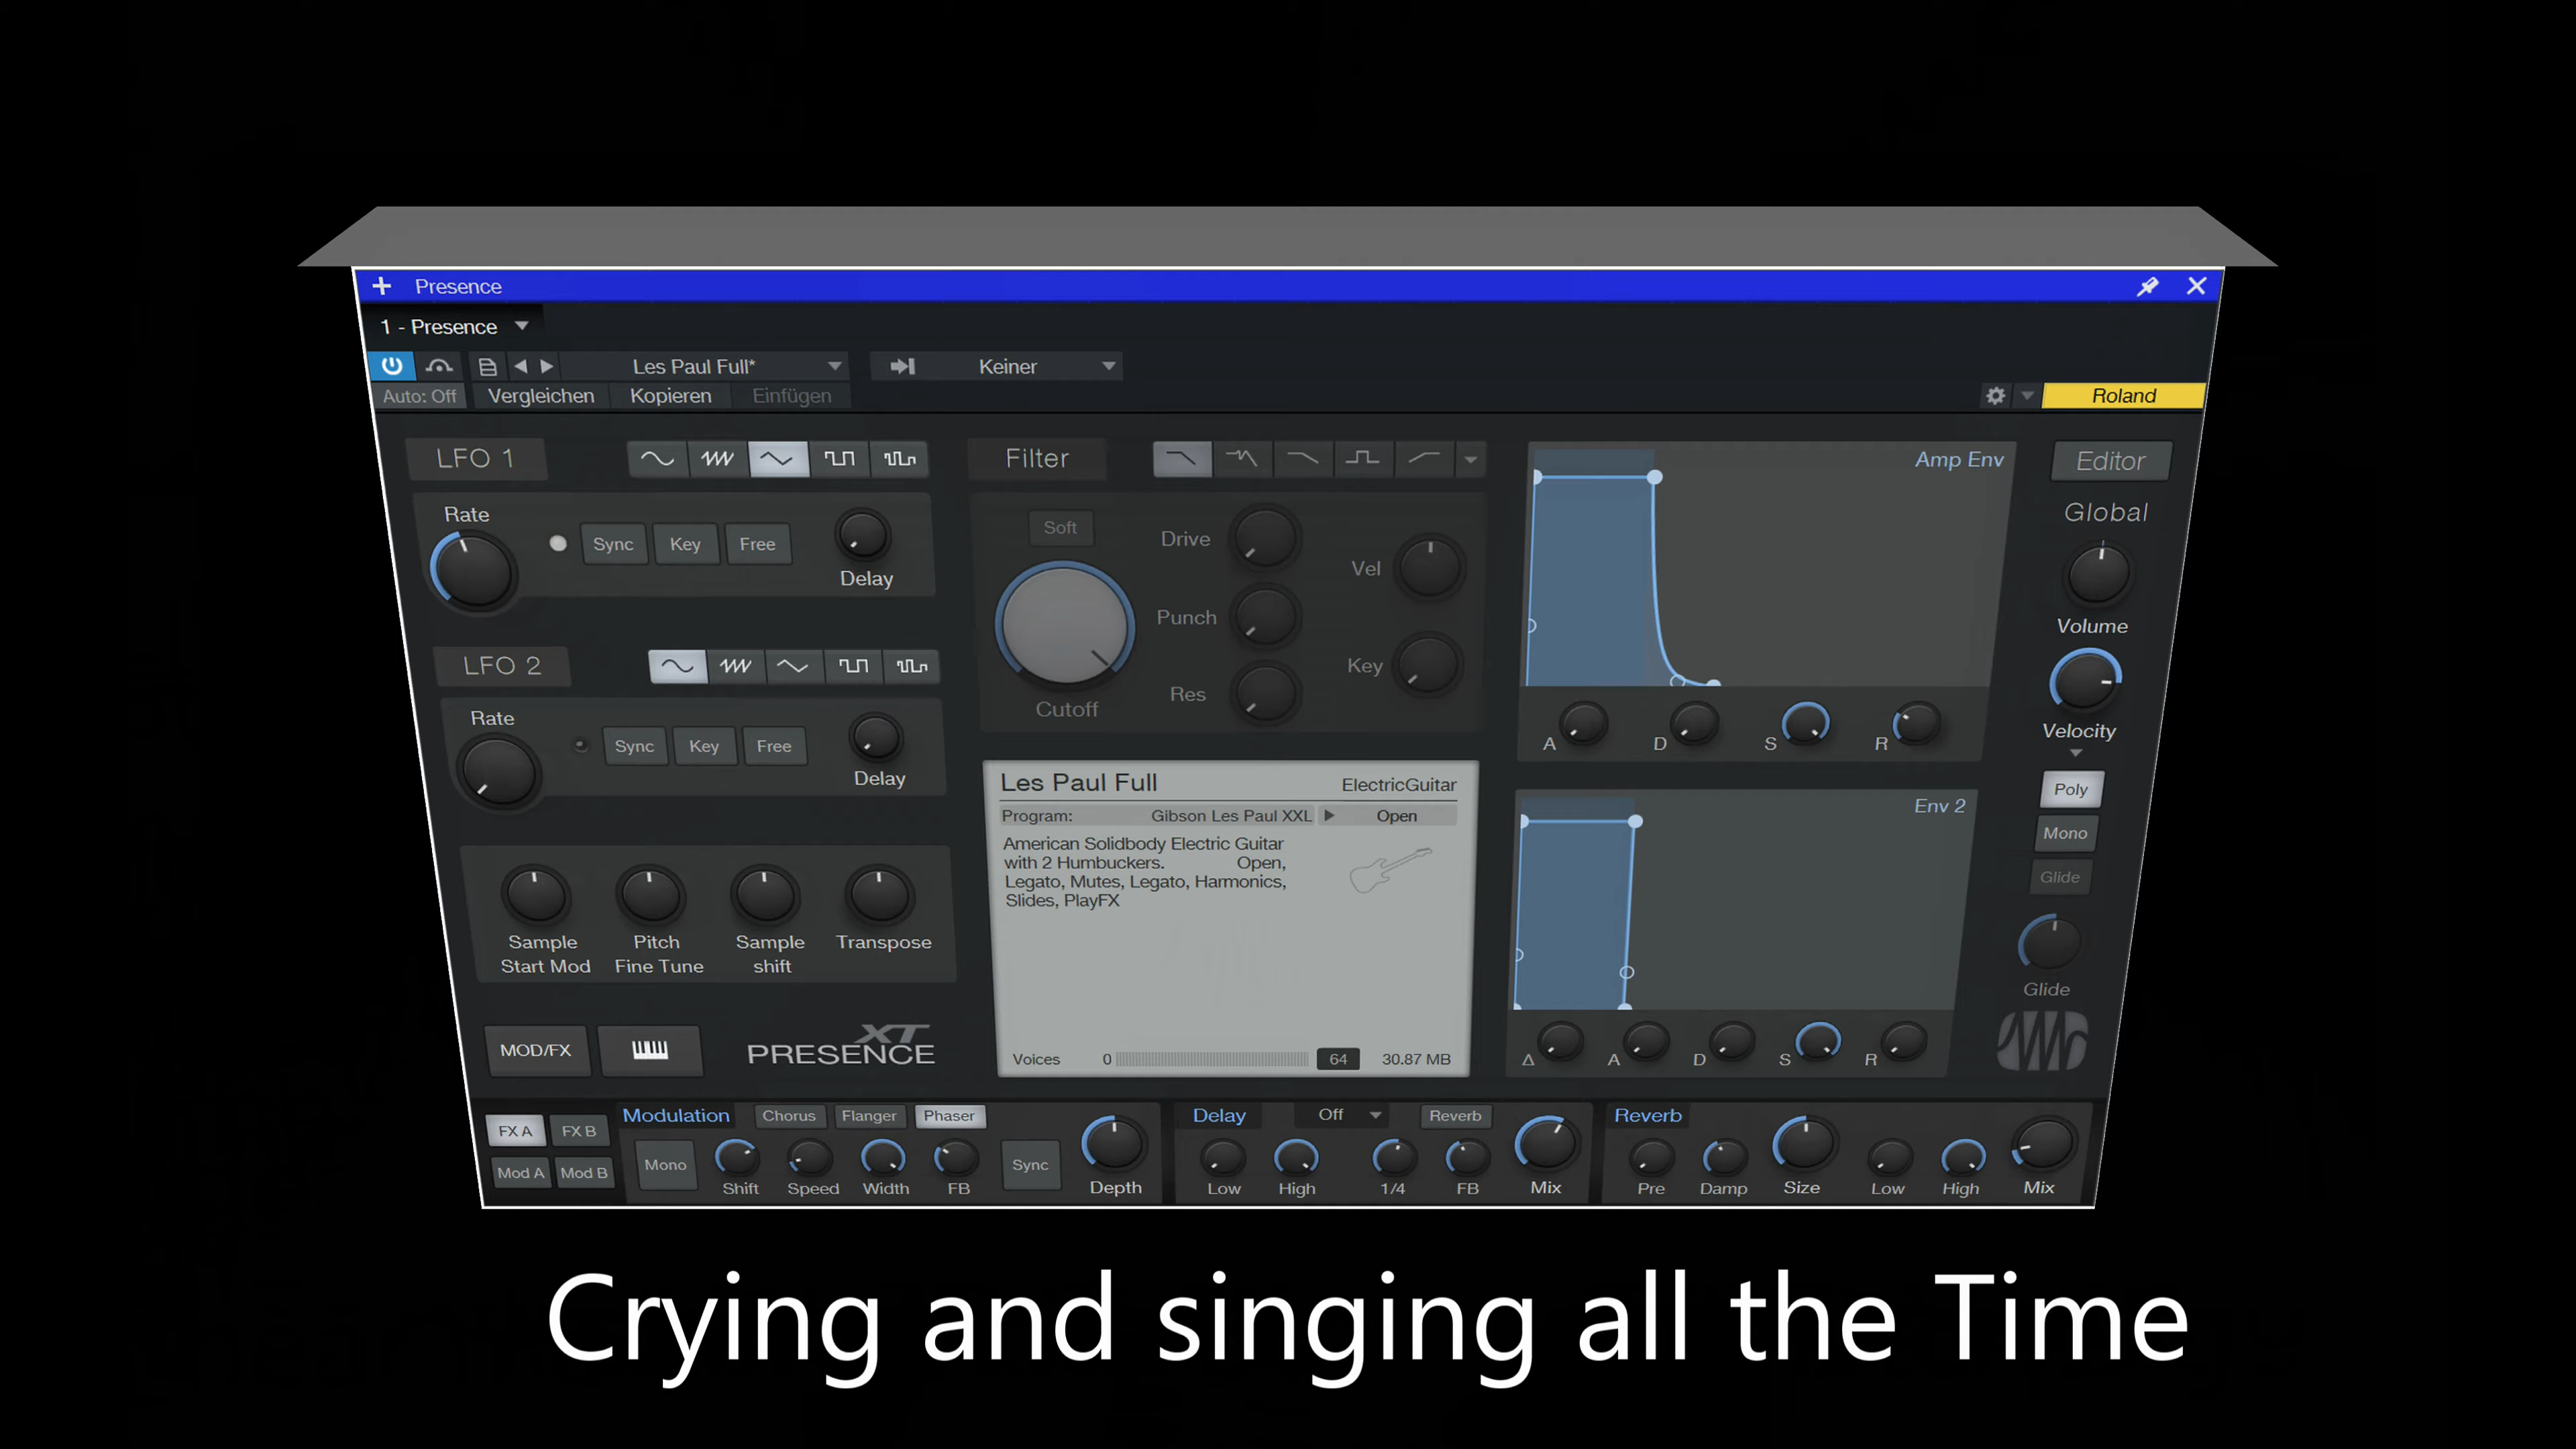 Presence
1 - Presence
Les Paul Full*
Keiner
Auto: Off
Vergleichen
Kopieren
Einfügen
Roland
LFO 1
Filter
Amp Env
Editor
Rate
Sync
Key
Free
Delay
Soft
Drive
Vel
Punch
Key
Res
Cutoff
Global
Volume
Velocity
A
D
S
R
LFO 2
Rate
Sync
Key
Free
Delay
Les Paul Full
ElectricGuitar
Program:
Gibson Les Paul XXL
Open
American Solidbody Electric Guitar
with 2 Humbuckers. Open,
Legato, Mutes, Legato, Harmonics,
Slides, PlayFX
Voices
0
64
30.87 MB
Env 2
Poly
Mono
Glide
Glide
Δ
A
D
S
R
Sample
Start Mod
Pitch
Fine Tune
Sample
shift
Transpose
MOD/FX
XT
PRESENCE
FX A
FX B
Mod A
Mod B
Modulation
Chorus
Flanger
Phaser
Mono
Shift
Speed
Width
FB
Sync
Depth
Delay
Off
Reverb
Low
High
1/4
FB
Mix
Reverb
Pre
Damp
Size
Low
High
Mix
Crying and singing all the Time